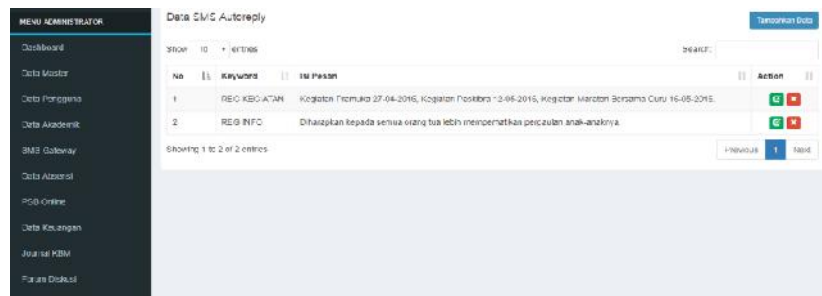 MENU ADMINISTRATOR
Dashboard
Data Master
Data Pengguna
Data Akademik
SMS Gateway
Data Absensi
PSB Online
Data Keuangan
Journal KBM
Forum Diskusi
Data SMS Autoreply
Tambahkan Data
Show 10 entries
Search:
No Keyword Isi Pesan Action
1 REG KEGIATAN Kegiatan Pramuka 27-04-2016, Kegiatan Paskibra 12-05-2016, Kegiatan Maraton Bersama Guru 16-05-2016.
2 REG INFO Diharapkan kepada semua orang tua lebih memperhatikan pergaulan anak-anaknya.
Showing 1 to 2 of 2 entries
Previous 1 Next